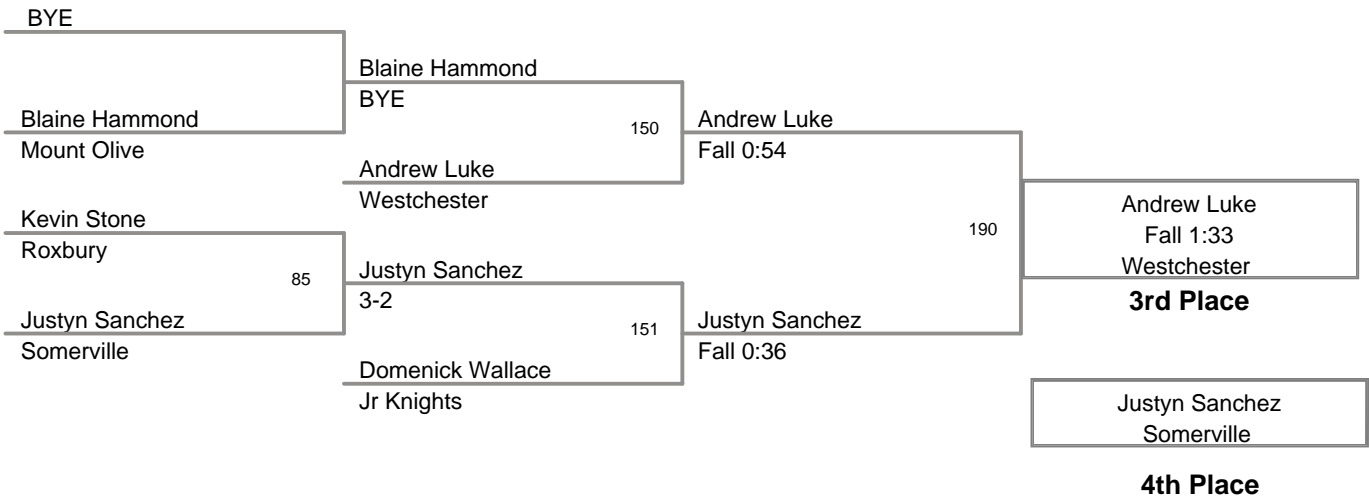 BYE
Blaine Hammond
BYE
Blaine Hammond
Mount Olive
150
Andrew Luke
Fall 0:54
Andrew Luke
Westchester
Kevin Stone
Roxbury
190
Andrew Luke
Fall 1:33
Westchester
3rd Place
85
Justyn Sanchez
3-2
Justyn Sanchez
Somerville
151
Justyn Sanchez
Fall 0:36
Domenick Wallace
Jr Knights
Justyn Sanchez
Somerville
4th Place